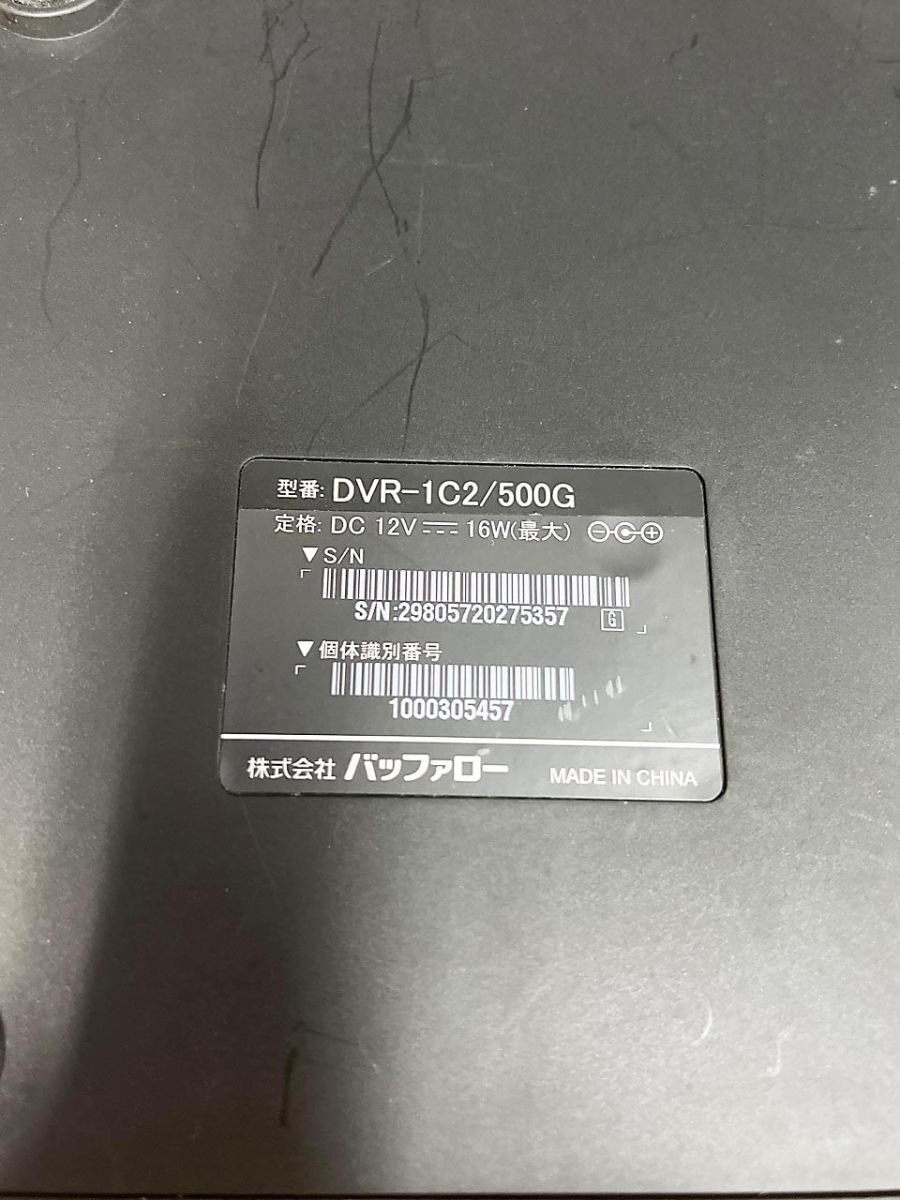 型番: DVR-1C2/500G
定格: DC 12V 16W(最大)
▼S/N
S/N:29805720275357 G
▼個体識別番号
1000305457
株式会社 バッファロー MADE IN CHINA